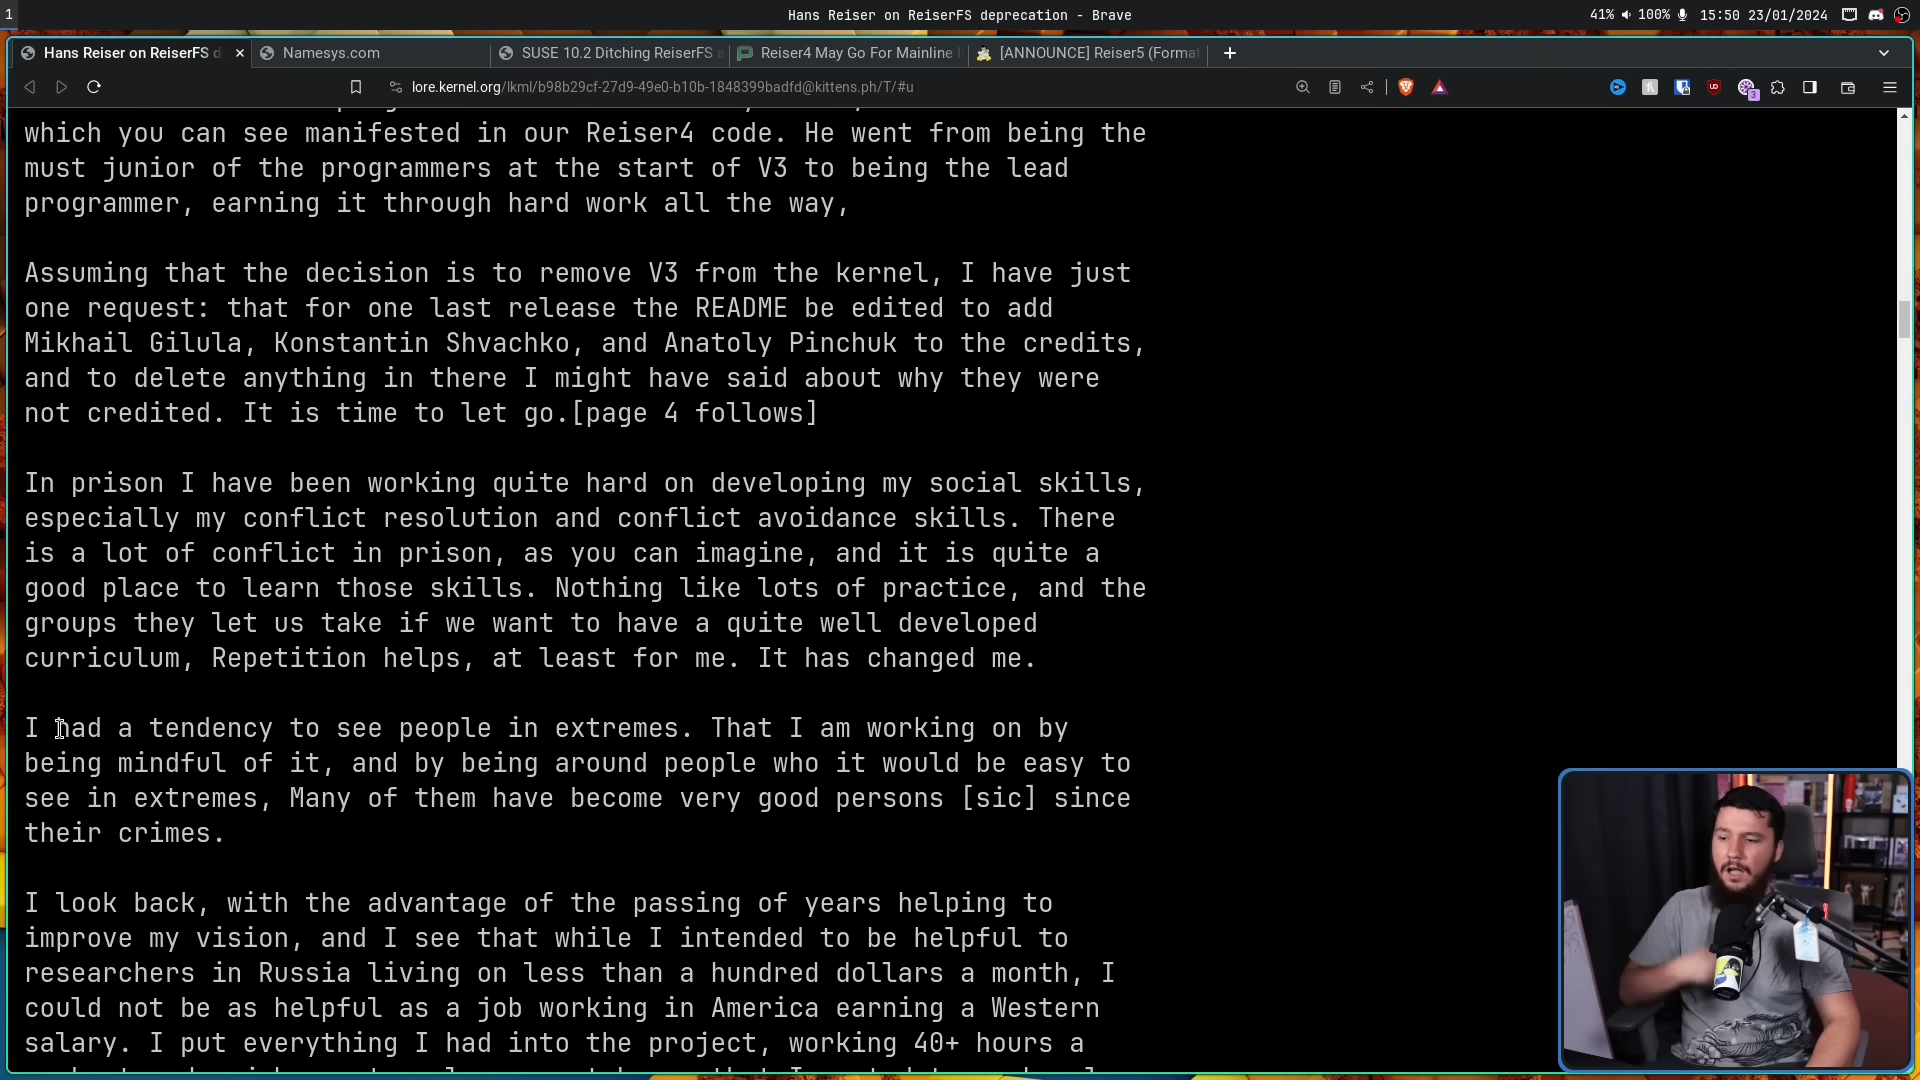 1
Hans Reiser on ReiserFS deprecation - Brave
41% 100% 15:50 23/01/2024
Hans Reiser on ReiserFS d
Namesys.com
SUSE 10.2 Ditching ReiserFS a
Reiser4 May Go For Mainline
[ANNOUNCE] Reiser5 (Format
lore.kernel.org/lkml/b98b29cf-27d9-49e0-b10b-1848399badfd@kittens.ph/T/#u
UD
3
which you can see manifested in our Reiser4 code. He went from being the
must junior of the programmers at the start of V3 to being the lead
programmer, earning it through hard work all the way,
Assuming that the decision is to remove V3 from the kernel, I have just
one request: that for one last release the README be edited to add
Mikhail Gilula, Konstantin Shvachko, and Anatoly Pinchuk to the credits,
and to delete anything in there I might have said about why they were
not credited. It is time to let go.[page 4 follows]
In prison I have been working quite hard on developing my social skills,
especially my conflict resolution and conflict avoidance skills. There
is a lot of conflict in prison, as you can imagine, and it is quite a
good place to learn those skills. Nothing like lots of practice, and the
groups they let us take if we want to have a quite well developed
curriculum, Repetition helps, at least for me. It has changed me.
I had a tendency to see people in extremes. That I am working on by
being mindful of it, and by being around people who it would be easy to
see in extremes, Many of them have become very good persons [sic] since
their crimes.
I look back, with the advantage of the passing of years helping to
improve my vision, and I see that while I intended to be helpful to
researchers in Russia living on less than a hundred dollars a month, I
could not be as helpful as a job working in America earning a Western
salary. I put everything I had into the project, working 40+ hours a